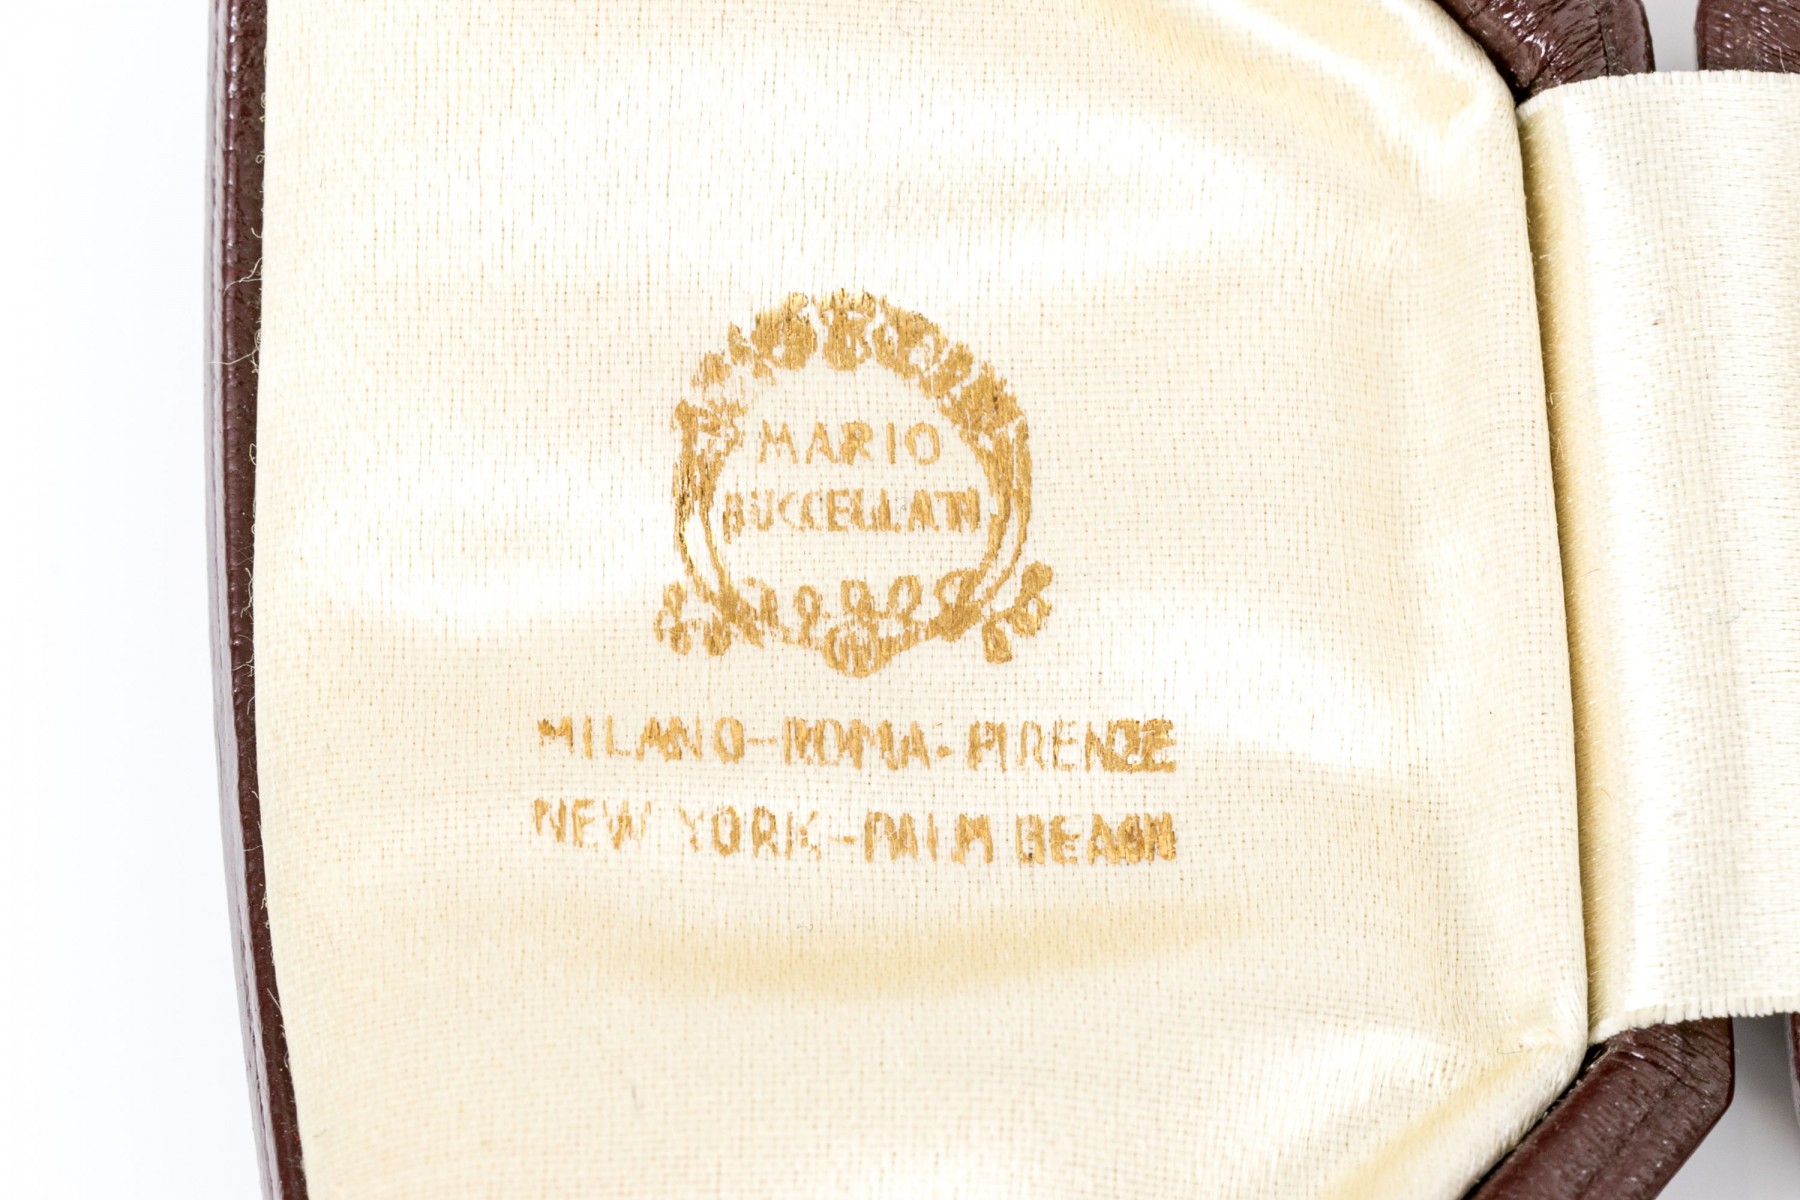 MARIO
BUCCELLATI
MILANO-ROMA-FIRENZE
NEW YORK-PALM BEACH